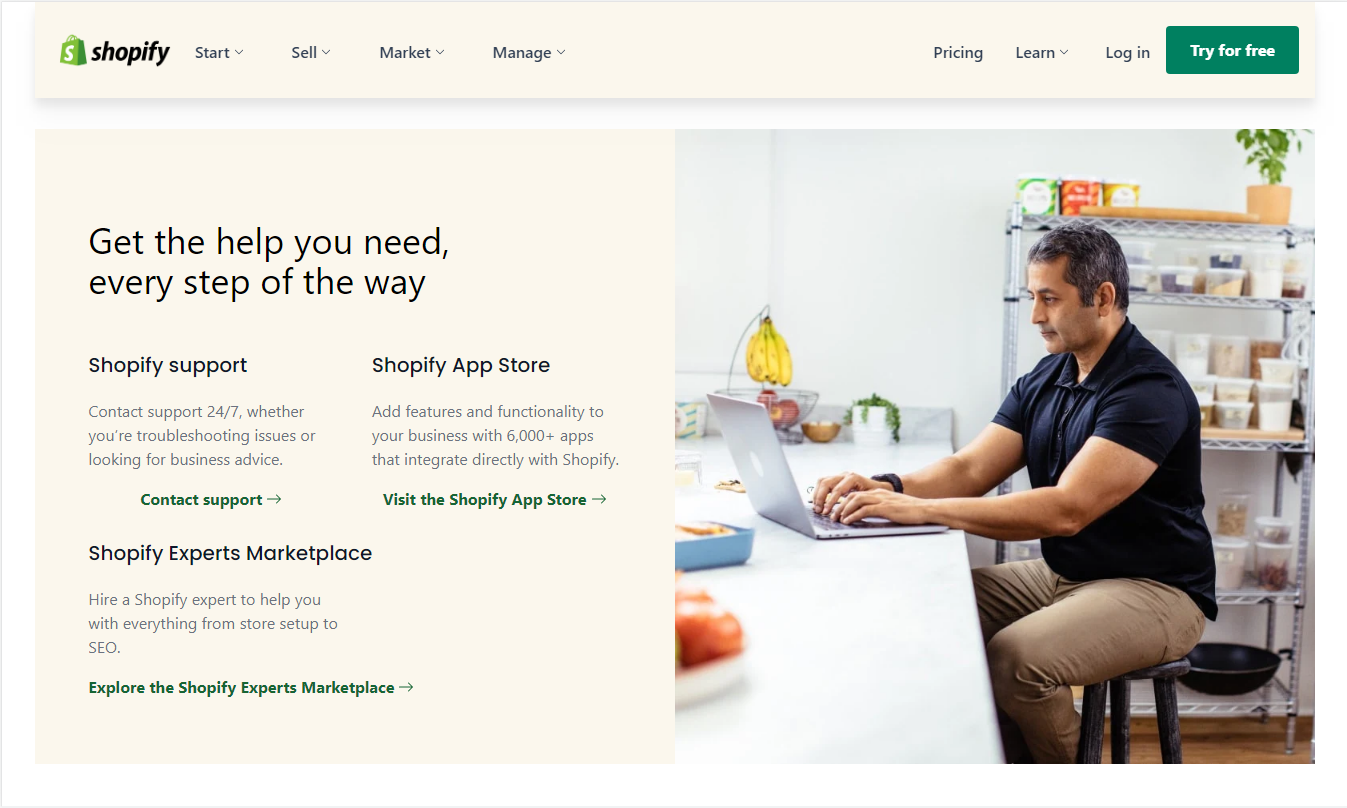 shopify
Start
Sell
Market
Manage
Pricing
Learn
Log in
Try for free
Get the help you need,
every step of the way
Shopify support
Contact support 24/7, whether
you’re troubleshooting issues or
looking for business advice.
Contact support →
Shopify App Store
Add features and functionality to
your business with 6,000+ apps
that integrate directly with Shopify.
Visit the Shopify App Store →
Shopify Experts Marketplace
Hire a Shopify expert to help you
with everything from store setup to
SEO.
Explore the Shopify Experts Marketplace →